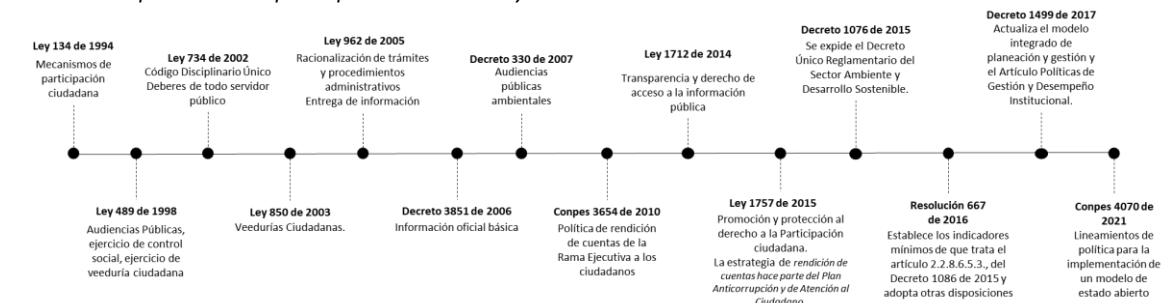 Ley 134 de 1994
Mecanismos de
participación
ciudadana
Ley 489 de 1998
Audiencias Públicas,
ejercicio de control
social, ejercicio de
veeduría ciudadana
Ley 734 de 2002
Código Disciplinario Único
Deberes de todo servidor
público
Ley 850 de 2003
Veedurías Ciudadanas.
Ley 962 de 2005
Racionalización de trámites
y procedimientos
administrativos
Entrega de información
Decreto 3851 de 2006
Información oficial básica
Decreto 330 de 2007
Audiencias
públicas
ambientales
Conpes 3654 de 2010
Política de rendición
de cuentas de la
Rama Ejecutiva a los
ciudadanos
Ley 1712 de 2014
Transparencia y derecho de
acceso a la información
pública
Ley 1757 de 2015
Promoción y protección al
derecho a la Participación
ciudadana.
La estrategia de rendición de
cuentas hace parte del Plan
Anticorrupción y de Atención al
Ciudadano
Decreto 1076 de 2015
Se expide el Decreto
Único Reglamentario del
Sector Ambiente y
Desarrollo Sostenible.
Resolución 667
de 2016
Establece los indicadores
mínimos de que trata el
artículo 2.2.8.6.5.3., del
Decreto 1086 de 2015 y
adopta otras disposiciones
Decreto 1499 de 2017
Actualiza el modelo
integrado de
planeación y gestión y
el Artículo Políticas de
Gestión y Desempeño
Institucional.
Conpes 4070 de
2021
Lineamientos de
política para la
implementación de
un modelo de
estado abierto